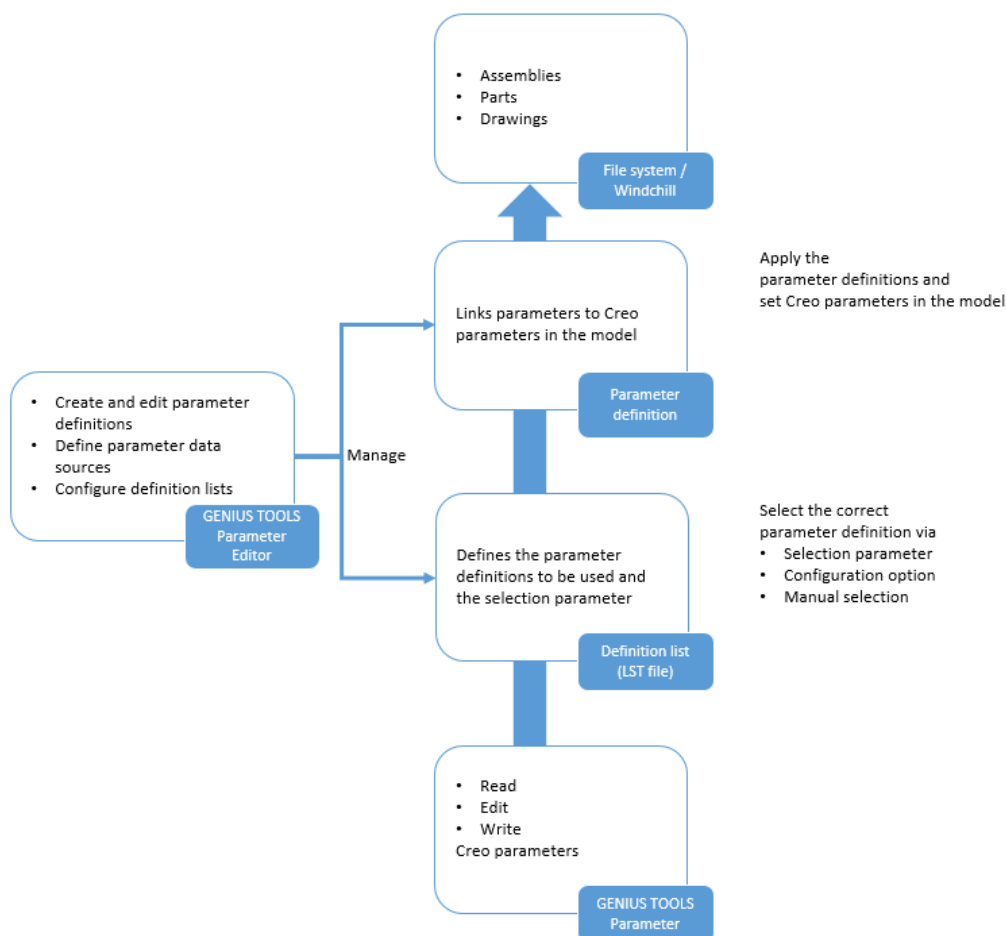 • Assemblies
• Parts
• Drawings
File system /
Windchill
Links parameters to Creo
parameters in the model
Parameter
definition
Apply the
parameter definitions and
set Creo parameters in the model
• Create and edit parameter
definitions
• Define parameter data
sources
• Configure definition lists
GENIUS TOOLS
Parameter
Editor
Manage
Defines the parameter
definitions to be used and
the selection parameter
Definition list
(LST file)
Select the correct
parameter definition via
• Selection parameter
• Configuration option
• Manual selection
• Read
• Edit
• Write
Creo parameters
GENIUS TOOLS
Parameter